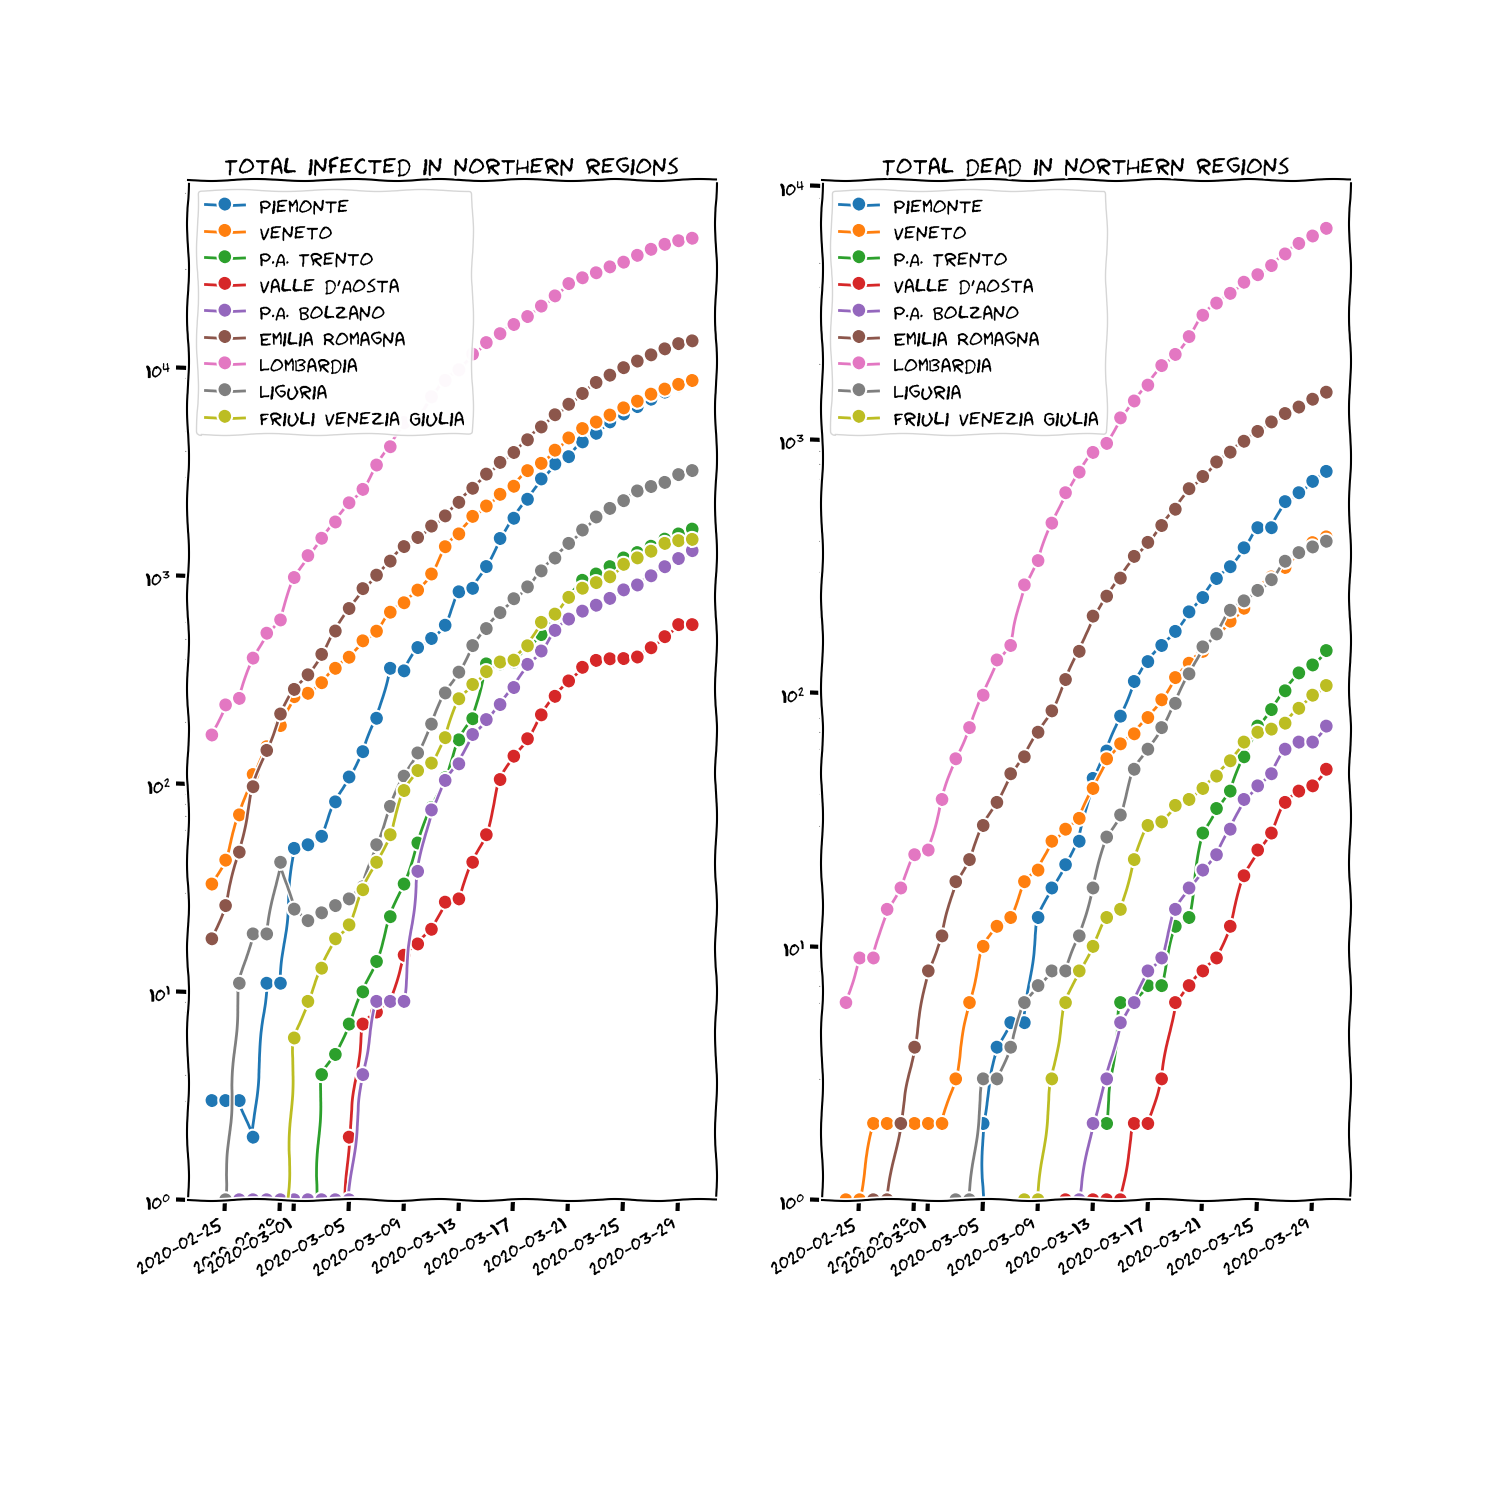 TOTAL INFECTED IN NORTHERN REGIONS
PIEMONTE
VENETO
P.A. TRENTO
VALLE D'AOSTA
P.A. BOLZANO
EMILIA ROMAGNA
LOMBARDIA
LIGURIA
FRIULI VENEZIA GIULIA
10⁴
10³
10²
10¹
10⁰
2020-02-25
2020-03-01
2020-03-05
2020-03-09
2020-03-13
2020-03-17
2020-03-21
2020-03-25
2020-03-29
TOTAL DEAD IN NORTHERN REGIONS
PIEMONTE
VENETO
P.A. TRENTO
VALLE D'AOSTA
P.A. BOLZANO
EMILIA ROMAGNA
LOMBARDIA
LIGURIA
FRIULI VENEZIA GIULIA
10⁴
10³
10²
10¹
10⁰
2020-02-25
2020-03-01
2020-03-05
2020-03-09
2020-03-13
2020-03-17
2020-03-21
2020-03-25
2020-03-29